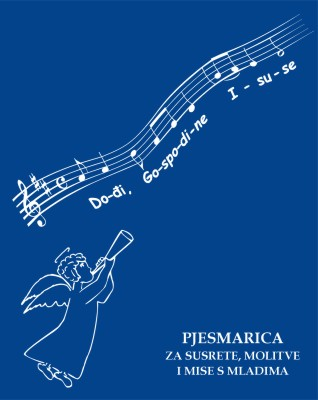 Do-đi, Go-spo-di-ne I - su-se
PJESMARICA
ZA SUSRETE, MOLITVE
I MISE S MLADIMA